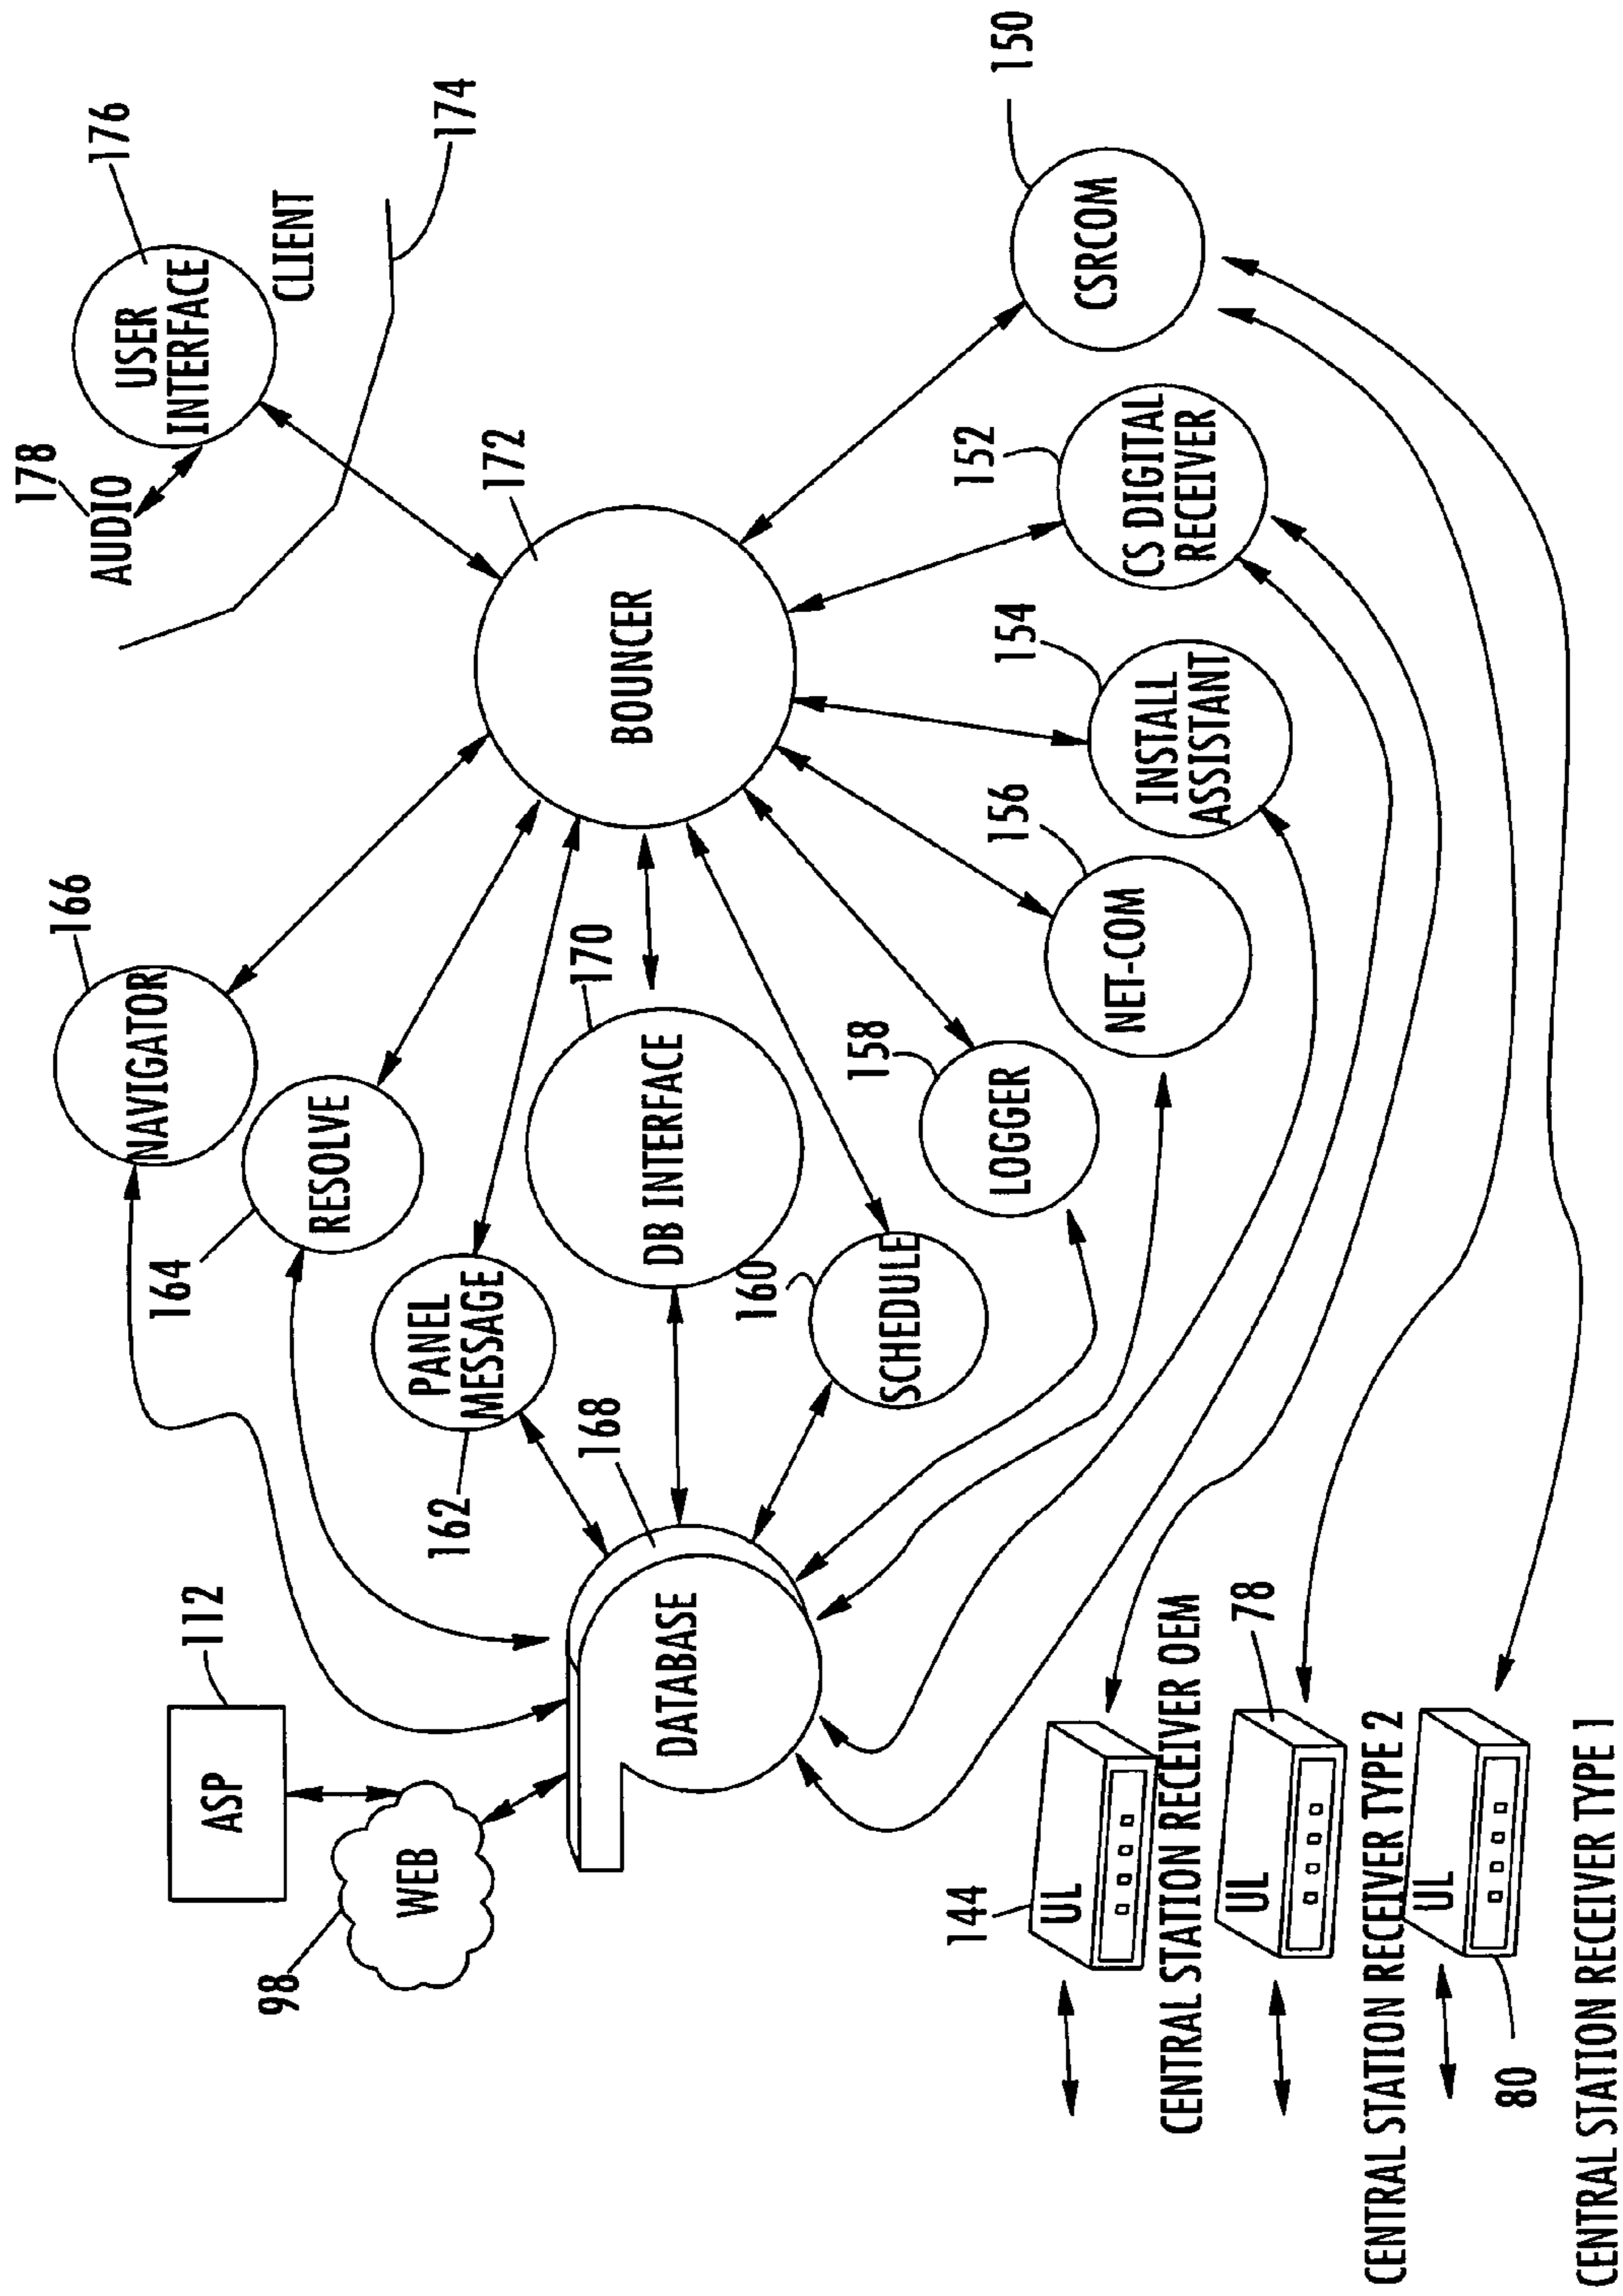 178
AUDIO
176
USER
INTERFACE
CLIENT
174
166
NAVIGATOR
164
RESOLVE
172
BOUNCER
150
CSRCOM
152
CS DIGITAL
RECEIVER
154
INSTALL
ASSISTANT
156
NET-COM
158
LOGGER
170
DB INTERFACE
160
SCHEDULE
162
PANEL
MESSAGE
168
DATABASE
112
ASP
98
WEB
144
UL
CENTRAL STATION RECEIVER OEM
78
UL
CENTRAL STATION RECEIVER TYPE 2
80
UL
CENTRAL STATION RECEIVER TYPE 1